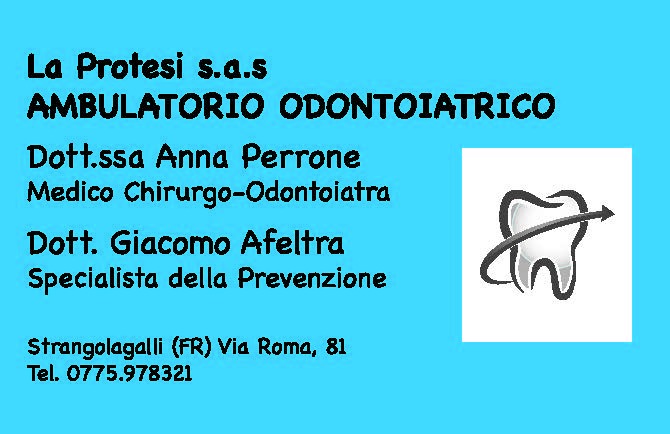 La Protesi s.a.s
AMBULATORIO ODONTOIATRICO
Dott.ssa Anna Perrone
Medico Chirurgo-Odontoiatra
Dott. Giacomo Afeltra
Specialista della Prevenzione
Strangolagalli (FR) Via Roma, 81
Tel. 0775.978321